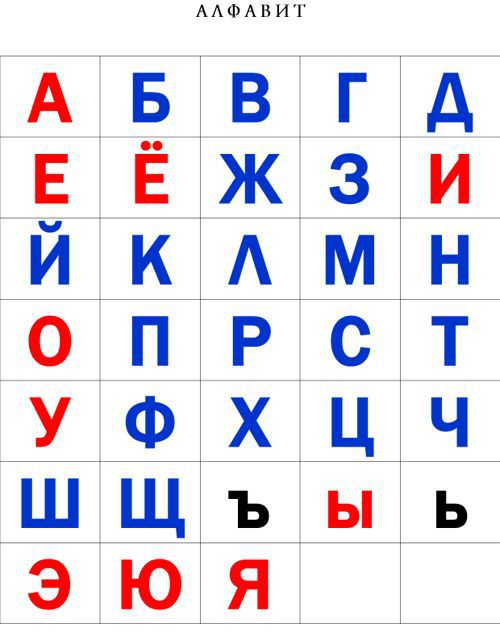 АЛФАВИТ
А Б В Г Д
Е Ё Ж З И
Й К Л М Н
О П Р С Т
У Ф Х Ц Ч
Ш Щ ъ ы ь
Э Ю Я